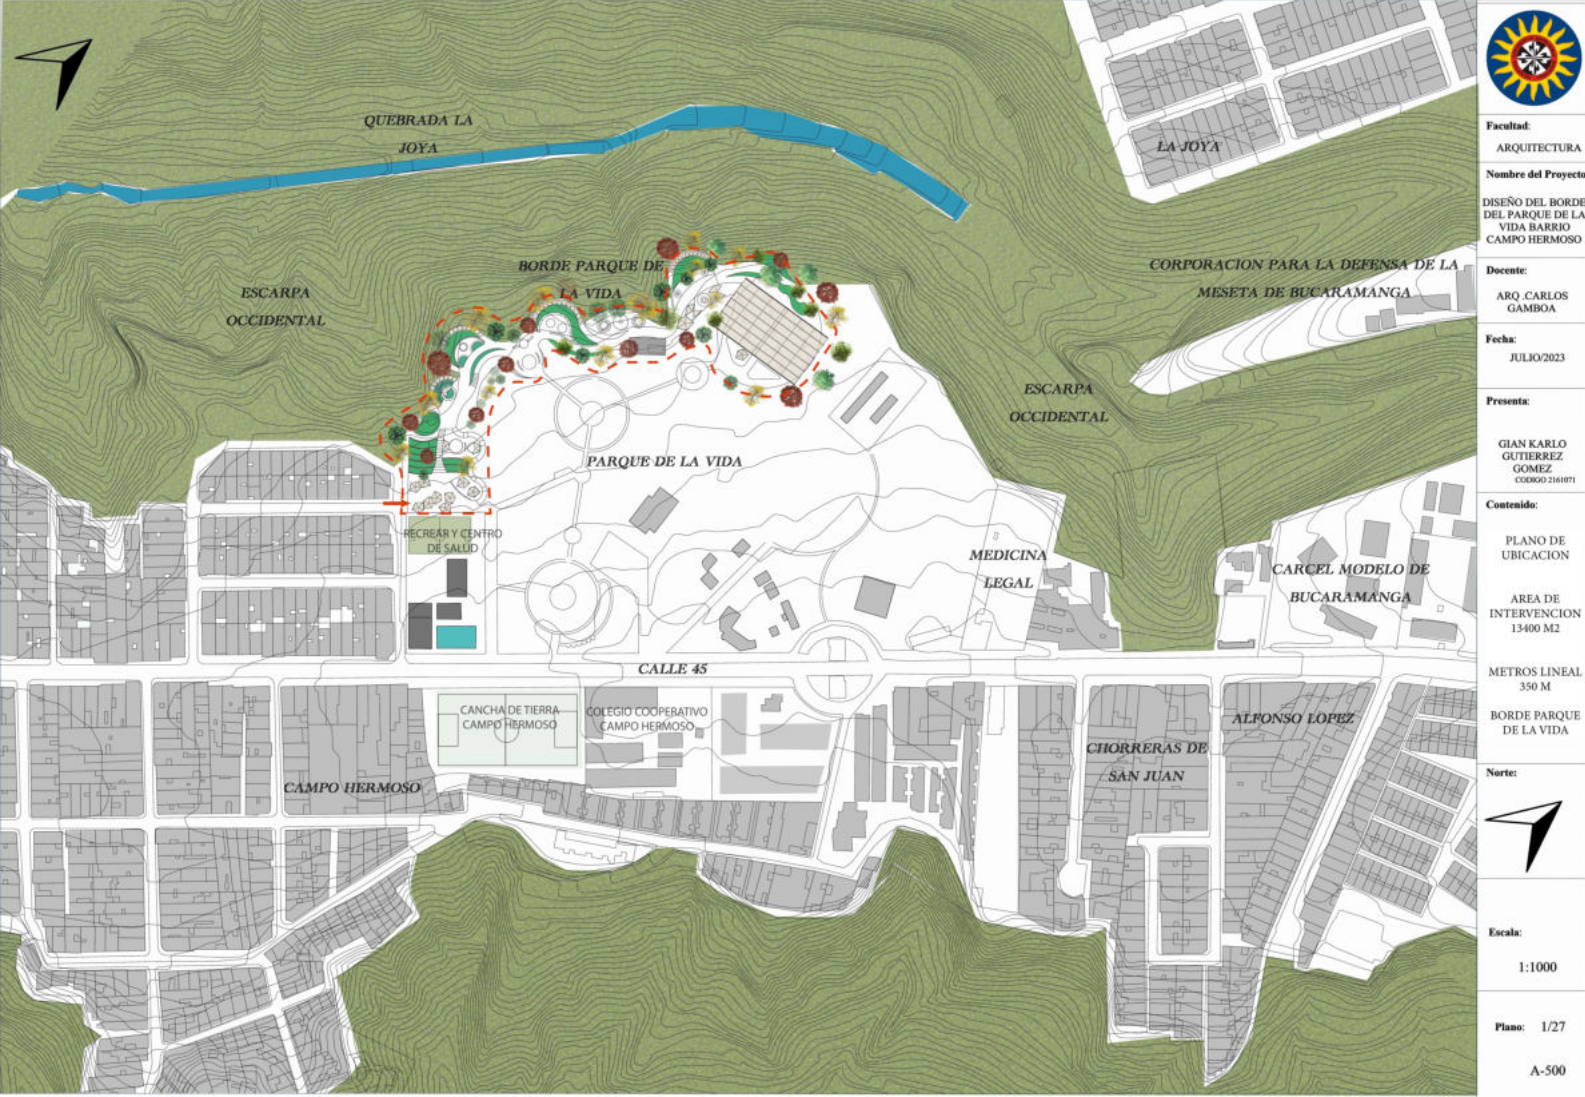 QUEBRADA LA
JOYA
LA JOYA
BORDE PARQUE DE
LA VIDA
CORPORACION PARA LA DEFENSA DE LA
MESETA DE BUCARAMANGA
ESCARPA
OCCIDENTAL
ESCARPA
OCCIDENTAL
PARQUE DE LA VIDA
RECREAR Y CENTRO
DE SALUD
MEDICINA
LEGAL
CARCEL MODELO DE
BUCARAMANGA
CALLE 45
CANCHA DE TIERRA
CAMPO HERMOSO
COLEGIO COOPERATIVO
CAMPO HERMOSO
ALFONSO LOPEZ
CHORRERAS DE
SAN JUAN
CAMPO HERMOSO
Facultad:
ARQUITECTURA
Nombre del Proyecto
DISEÑO DEL BORDE
DEL PARQUE DE LA
VIDA BARRIO
CAMPO HERMOSO
Docente:
ARQ .CARLOS
GAMBOA
Fecha:
JULIO/2023
Presenta:
GIAN KARLO
GUTIERREZ
GOMEZ
CODIGO 2161071
Contenido:
PLANO DE
UBICACION
AREA DE
INTERVENCION
13400 M2
METROS LINEAL
350 M
BORDE PARQUE
DE LA VIDA
Norte:
Escala:
1:1000
Plano: 1/27
A-500